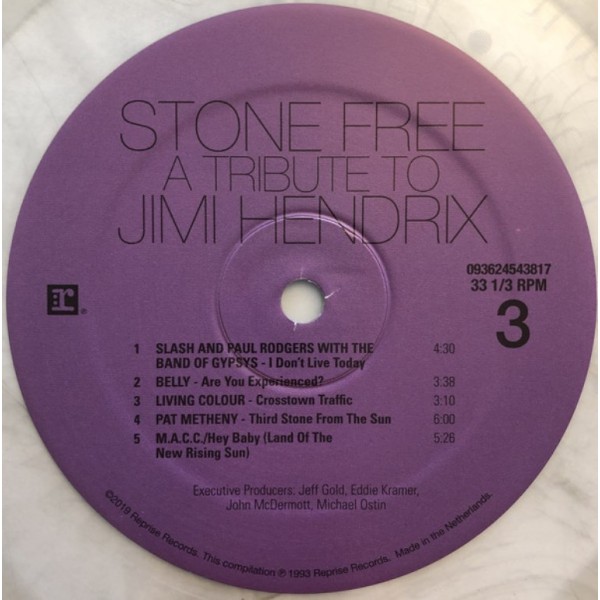 STONE FREE
A TRIBUTE TO
JIMI HENDRIX
093624543817
33 1/3 RPM
3
r®
1 SLASH AND PAUL RODGERS WITH THE 4:30
BAND OF GYPSYS - I Don't Live Today
2 BELLY - Are You Experienced? 3:38
3 LIVING COLOUR - Crosstown Traffic 3:10
4 PAT METHENY - Third Stone From The Sun 6:00
5 M.A.C.C./Hey Baby (Land Of The 5:26
New Rising Sun)
Executive Producers: Jeff Gold, Eddie Kramer,
John McDermott, Michael Ostin
©2019 Reprise Records. This compilation ℗ 1993 Reprise Records. Made in the Netherlands.